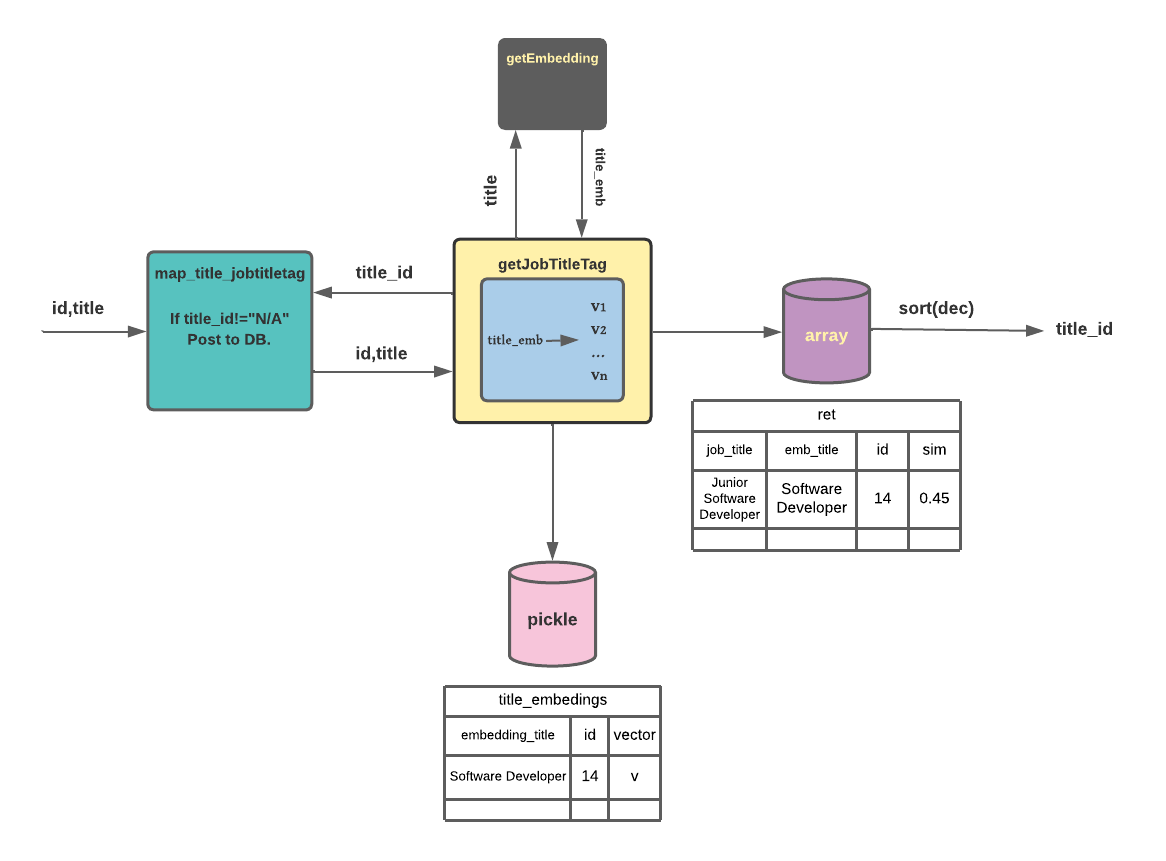 getEmbedding
title
title_emb
id,title
map_title_jobtitletag
If title_id!="N/A"
Post to DB.
title_id
id,title
getJobTitleTag
title_emb
v1
v2
...
vn
array
sort(dec)
title_id
ret
job_title emb_title id sim
Junior
Software
Developer
Software
Developer
14
0.45
pickle
title_embedings
embedding_title id vector
Software Developer 14 v